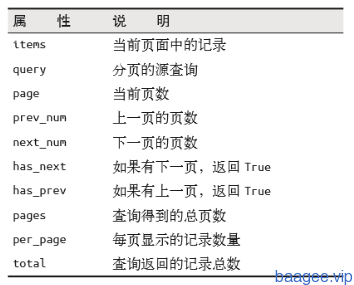 属 性 说 明
items 当前页面中的记录
query 分页的源查询
page 当前页数
prev_num 上一页的页数
next_num 下一页的页数
has_next 如果有下一页，返回 True
has_prev 如果有上一页，返回 True
pages 查询得到的总页数
per_page 每页显示的记录数量
total 查询返回的记录总数
baagee.vip